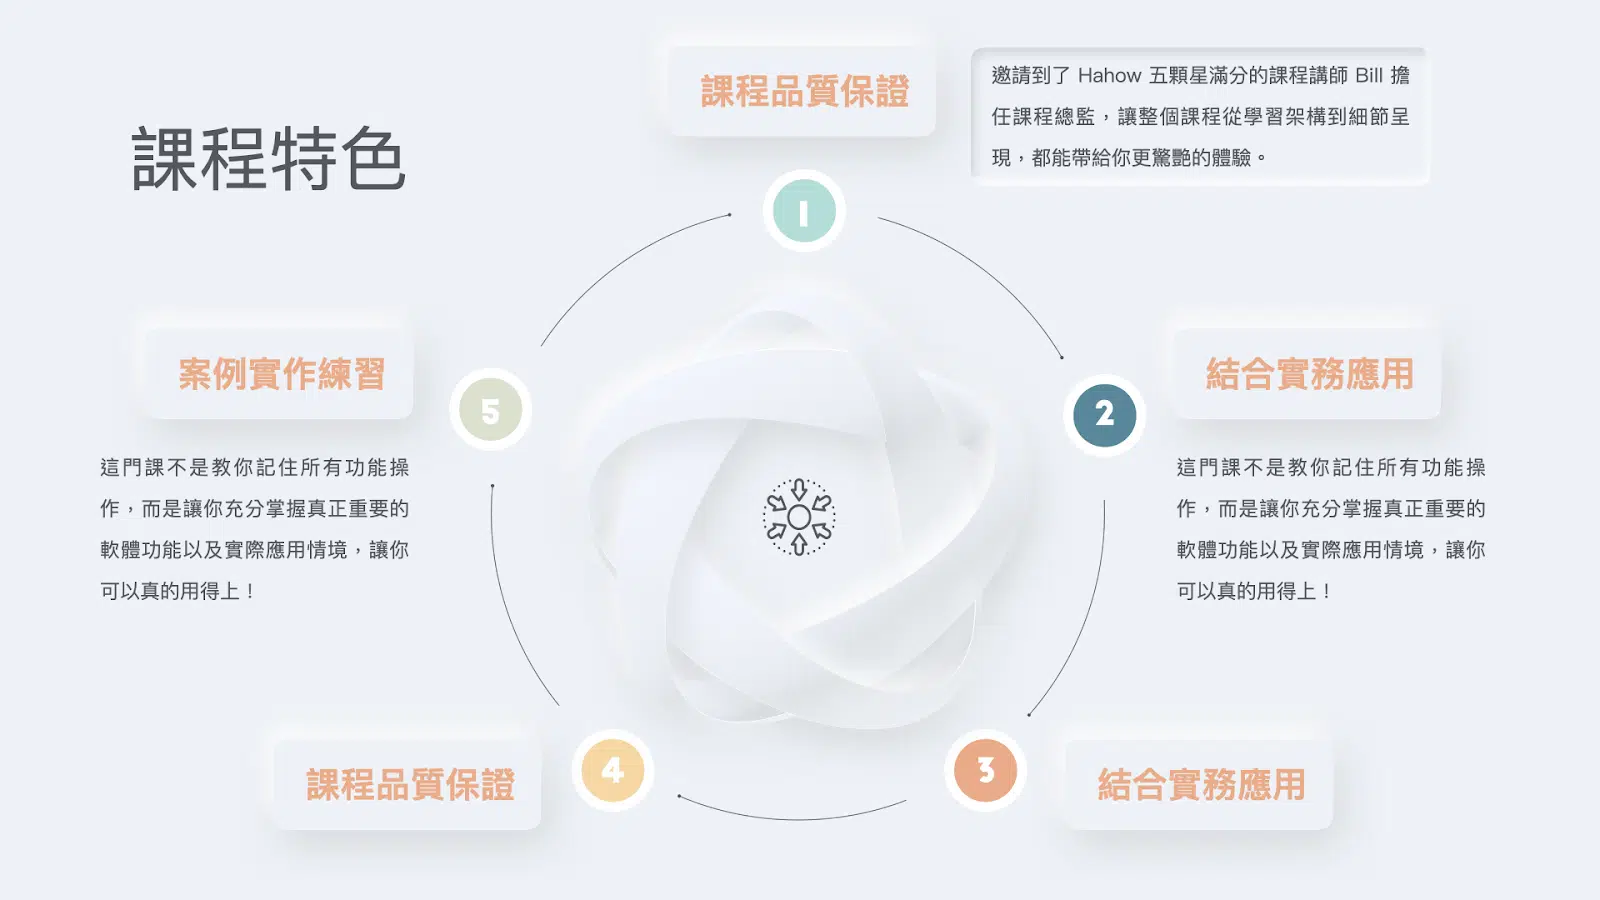 課程特色
課程品質保證
邀請到了 Hahow 五顆星滿分的課程講師 Bill 擔
任課程總監，讓整個課程從學習架構到細節呈
現，都能帶給你更驚艷的體驗。
1
2
結合實務應用
這門課不是教你記住所有功能操
作，而是讓你充分掌握真正重要的
軟體功能以及實際應用情境，讓你
可以真的用得上！
3
結合實務應用
4
課程品質保證
5
案例實作練習
這門課不是教你記住所有功能操
作，而是讓你充分掌握真正重要的
軟體功能以及實際應用情境，讓你
可以真的用得上！